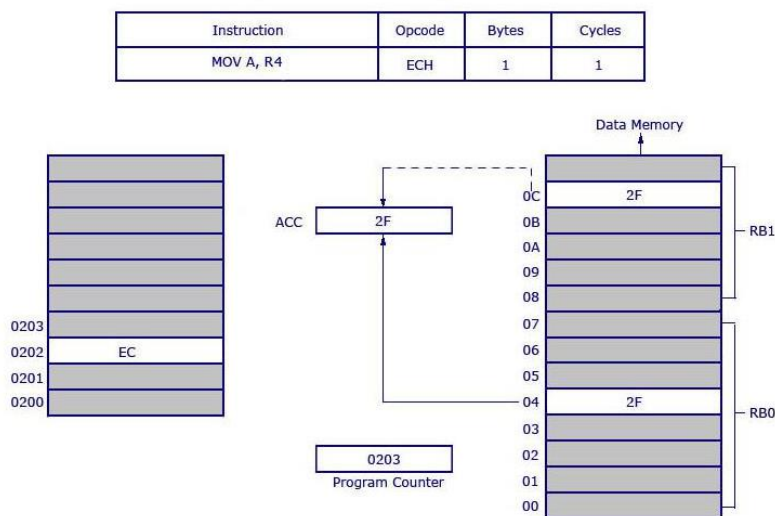 Instruction Opcode Bytes Cycles
MOV A, R4 ECH 1 1
Data Memory
0C 2F
ACC 2F
0B
RB1
0A
09
08
0203
07
0202 EC
06
0201
05
0200
04 2F
RB0
03
0203
02
Program Counter
01
00